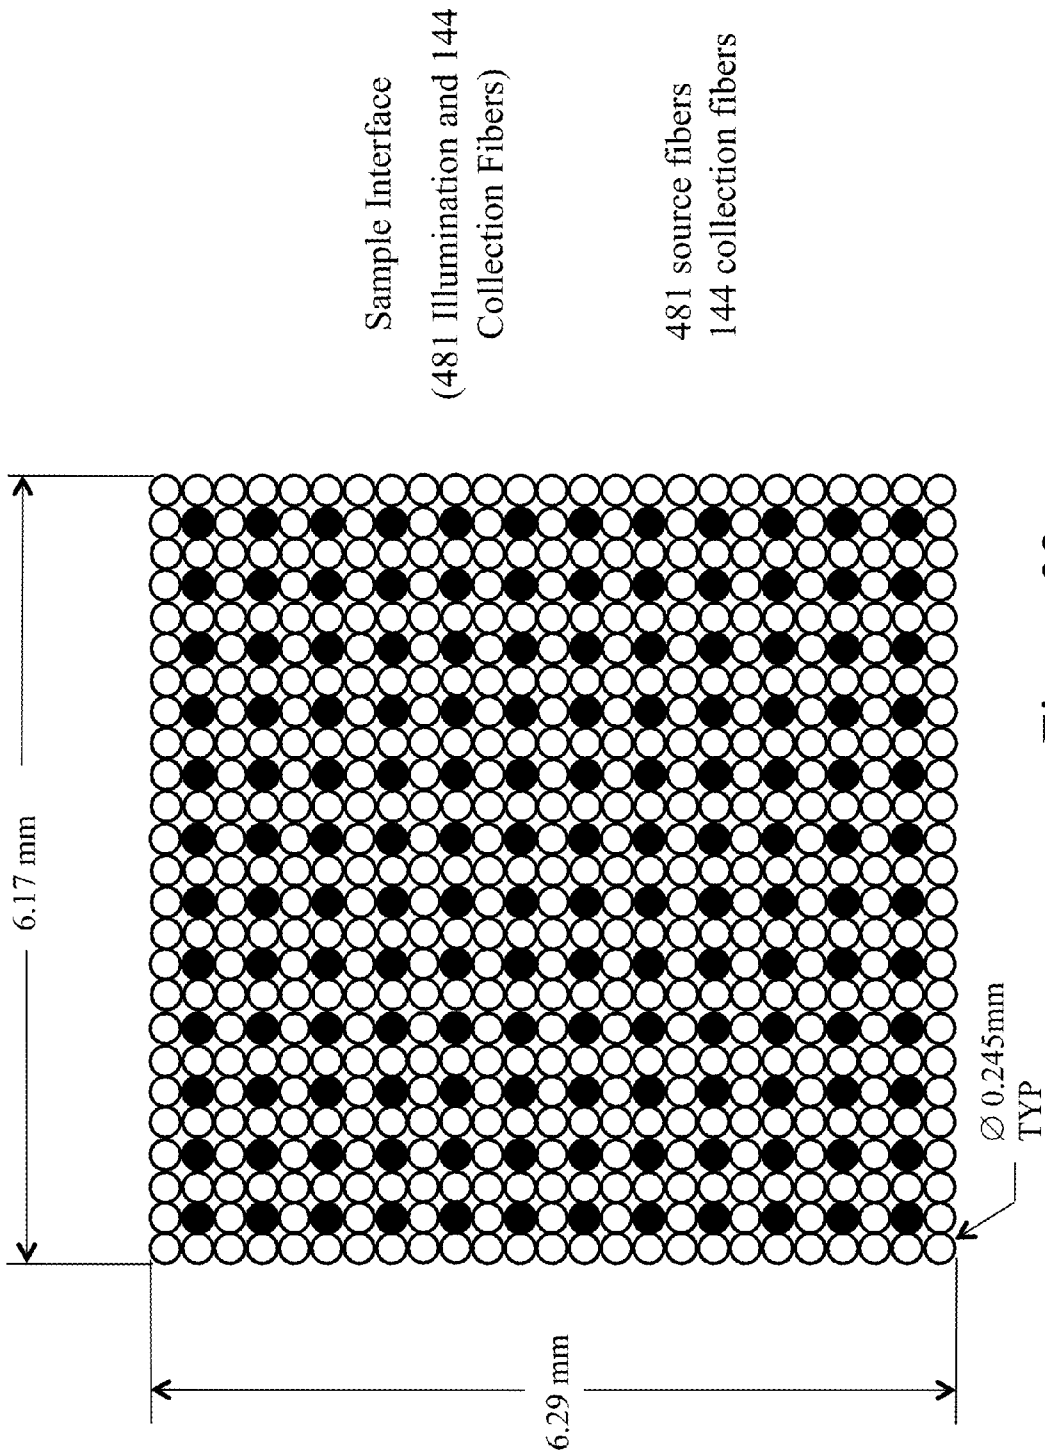 6.17 mm
6.29 mm
Ø 0.245mm
TYP
Sample Interface
(481 Illumination and 144
Collection Fibers)
481 source fibers
144 collection fibers